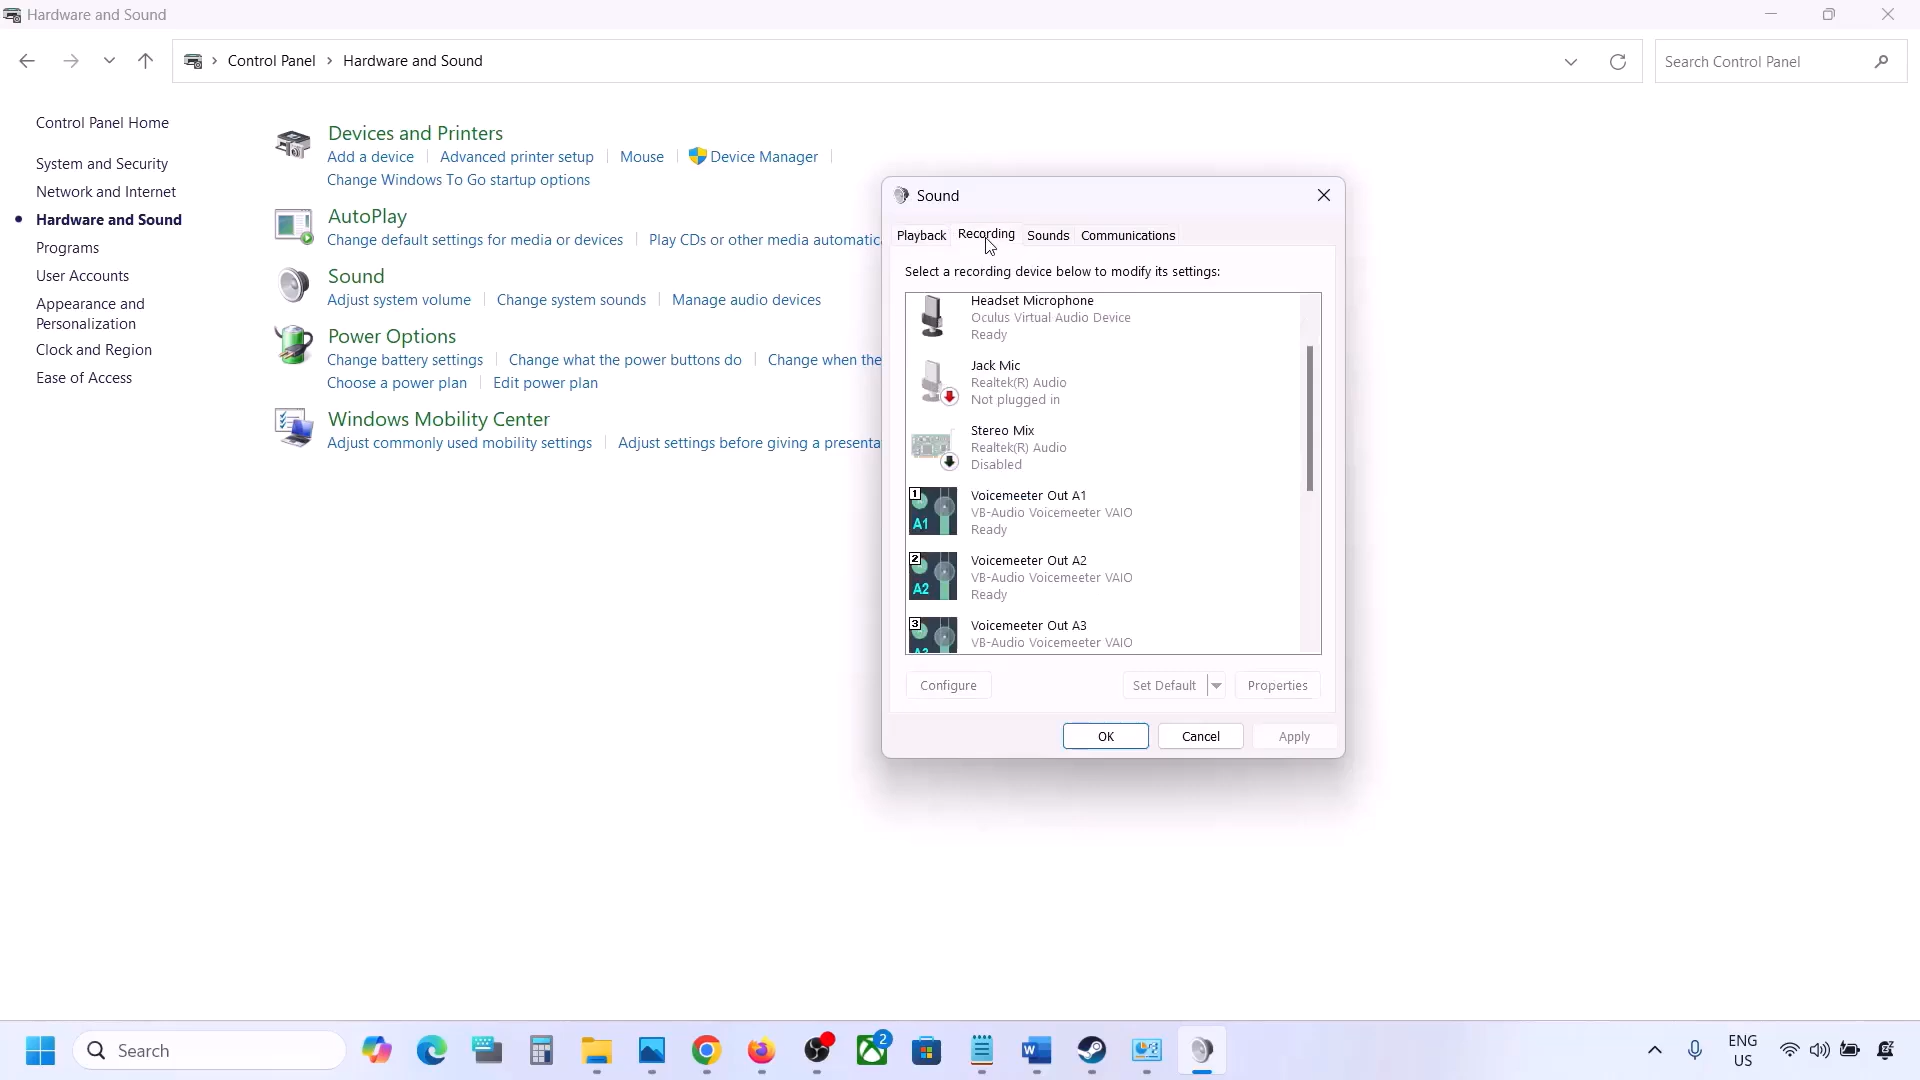 Hardware and Sound
Control Panel
Hardware and Sound
Search Control Panel
Control Panel Home
System and Security
Network and Internet
Hardware and Sound
Programs
User Accounts
Appearance and
Personalization
Clock and Region
Ease of Access
Devices and Printers
Add a device
Advanced printer setup
Mouse
Device Manager
Change Windows To Go startup options
AutoPlay
Change default settings for media or devices
Play CDs or other media automatica
Sound
Adjust system volume
Change system sounds
Manage audio devices
Power Options
Change battery settings
Change what the power buttons do
Change when the
Choose a power plan
Edit power plan
Windows Mobility Center
Adjust commonly used mobility settings
Adjust settings before giving a presenta
Sound
Playback
Recording
Sounds
Communications
Select a recording device below to modify its settings:
Headset Microphone
Oculus Virtual Audio Device
Ready
Jack Mic
Realtek(R) Audio
Not plugged in
Stereo Mix
Realtek(R) Audio
Disabled
1
A1
Voicemeeter Out A1
VB-Audio Voicemeeter VAIO
Ready
2
A2
Voicemeeter Out A2
VB-Audio Voicemeeter VAIO
Ready
3
A3
Voicemeeter Out A3
VB-Audio Voicemeeter VAIO
Configure
Set Default
Properties
OK
Cancel
Apply
Search
2
ENG
US